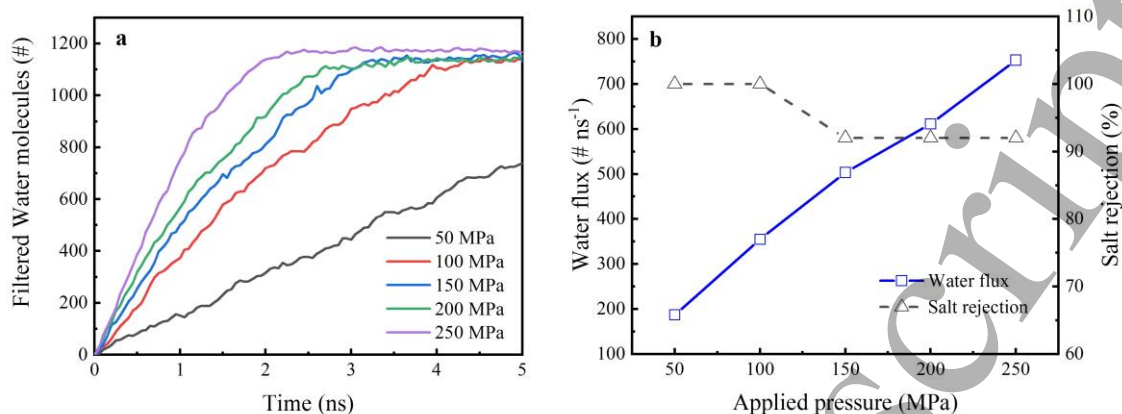 a
Filtered Water molecules (#)
1200
1000
800
600
400
200
0
0 1 2 3 4 5
Time (ns)
50 MPa
100 MPa
150 MPa
200 MPa
250 MPa
b
Water flux (# ns⁻¹)
800
700
600
500
400
300
200
100
50 100 150 200 250
Applied pressure (MPa)
Water flux
Salt rejection
110
100
90
80
70
60
Salt rejection (%)
script